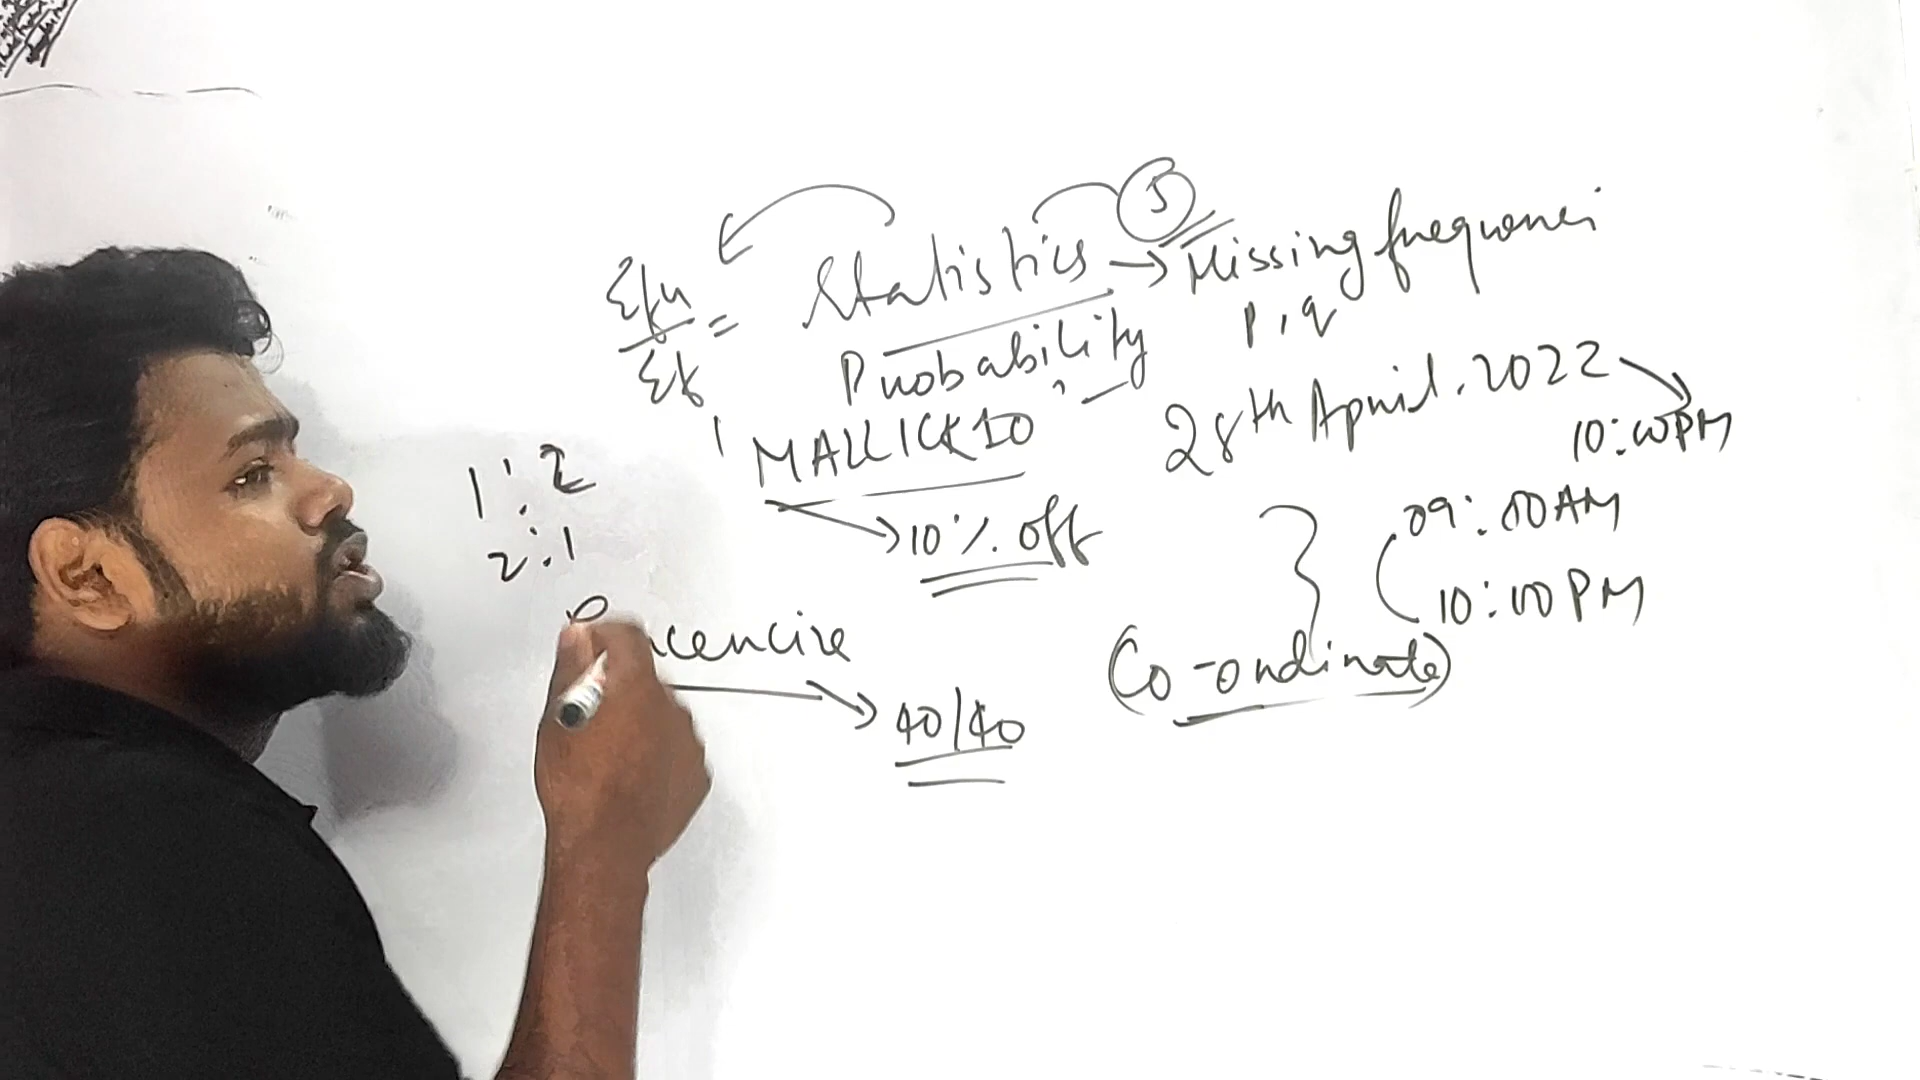 5
Σfx/Σf = Statistics → Missing frequenci
Probability P, q
'MALLICK10' 28th April. 2022
10:00PM
1:2
2:1
10% off
09:00AM
10:00PM
40/40
(Co-ordinate)